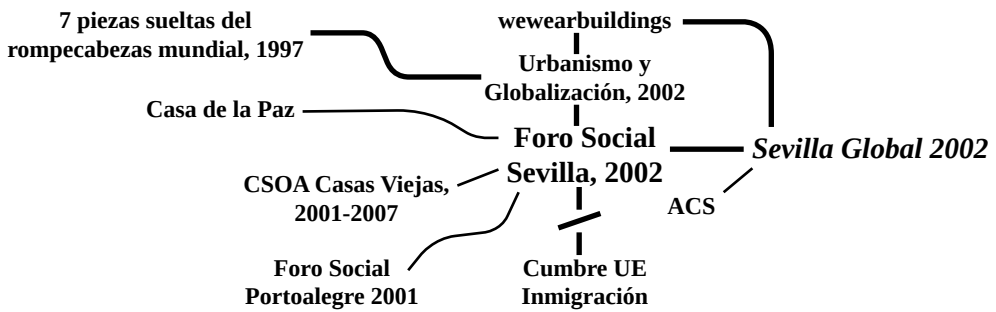 7 piezas sueltas del
rompecabezas mundial, 1997
wewearbuildings
Urbanismo y
Globalización, 2002
Casa de la Paz
Foro Social
Sevilla, 2002
Sevilla Global 2002
CSOA Casas Viejas,
2001-2007
ACS
Foro Social
Portoalegre 2001
Cumbre UE
Inmigración